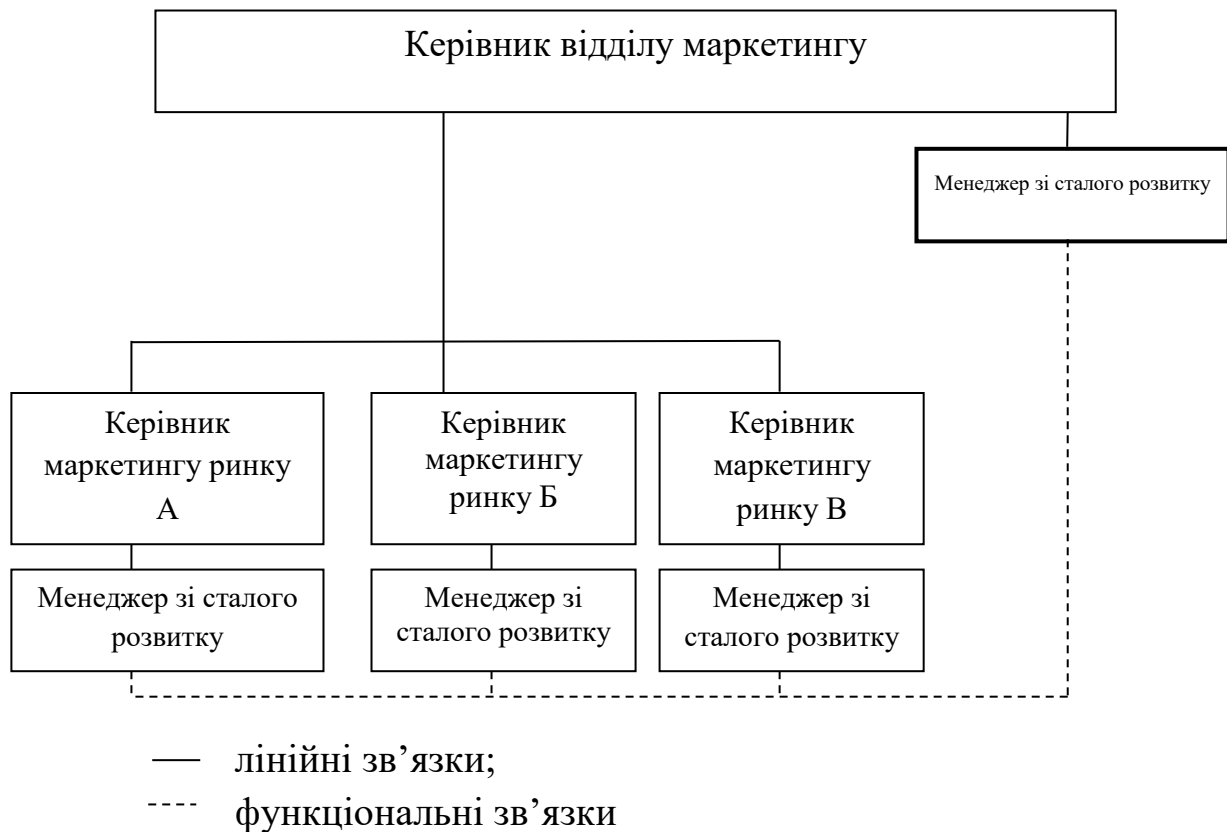 Керівник відділу маркетингу
Менеджер зі сталого розвитку
Керівник
маркетингу ринку
А
Керівник
маркетингу
ринку Б
Керівник
маркетингу
ринку В
Менеджер зі сталого
розвитку
Менеджер зі
сталого розвитку
Менеджер зі
сталого розвитку
лінійні зв’язки;
функціональні зв’язки